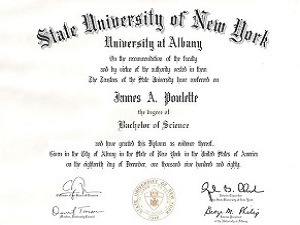 State University of New York
University at Albany
On the recommendation of the faculty
and by virtue of the authority vested in them
The Trustees of the State University have conferred on
James A. Poulette
the degree of
Bachelor of Science
and have granted this Diploma as evidence thereof.
Given in the City of Albany in the State of New York in the United States of America
on the eighteenth day of December, one thousand nine hundred and eighty.